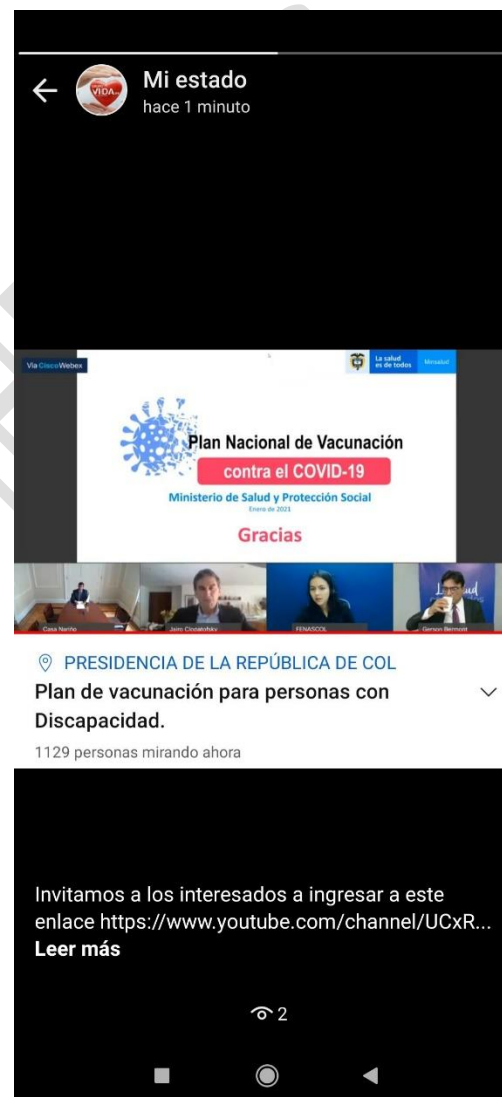 Mi estado
hace 1 minuto
VIDA
Via Cisco Webex
La salud
es de todos
Minsalud
Plan Nacional de Vacunación
contra el COVID-19
Ministerio de Salud y Protección Social
Enero de 2021
Gracias
Casa Nariño
FENASCOL
Gerson Bermont
PRESIDENCIA DE LA REPÚBLICA DE COL
Plan de vacunación para personas con
Discapacidad.
1129 personas mirando ahora
Invitamos a los interesados a ingresar a este
enlace https://www.youtube.com/channel/UCxR...
Leer más
2